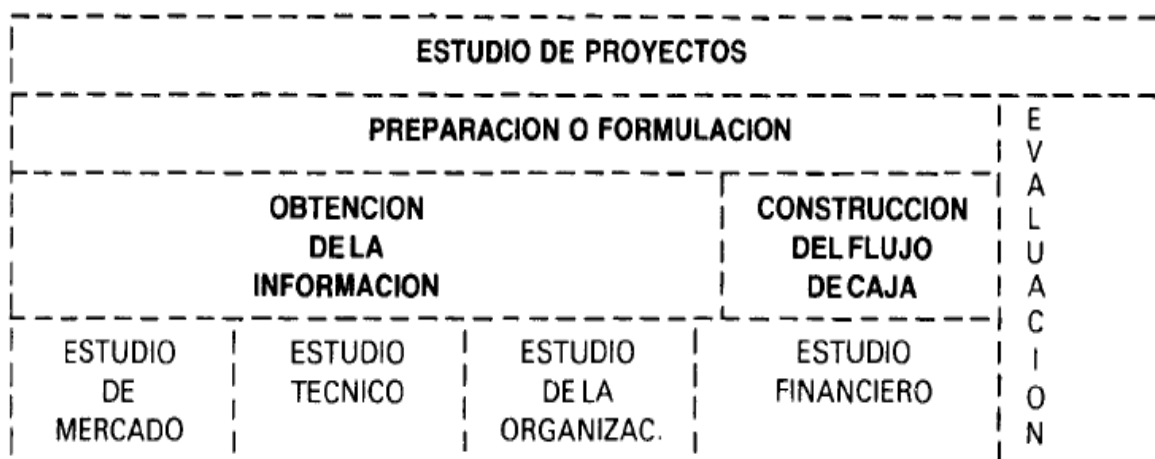 ESTUDIO DE PROYECTOS
PREPARACION O FORMULACION
EVALUACION
OBTENCION
DE LA
INFORMACION
CONSTRUCCION
DEL FLUJO
DE CAJA
ESTUDIO
DE
MERCADO
ESTUDIO
TECNICO
ESTUDIO
DE LA
ORGANIZAC.
ESTUDIO
FINANCIERO